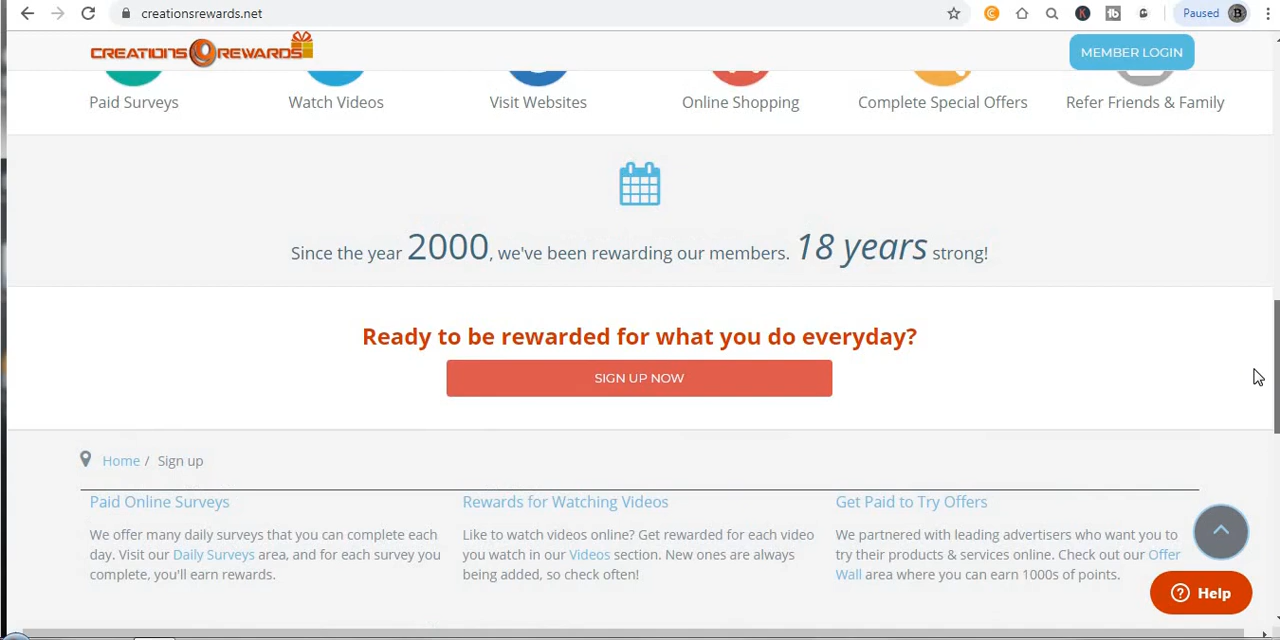 creationsrewards.net
Paused
B
CREATIONS REWARDS
MEMBER LOGIN
Paid Surveys
Watch Videos
Visit Websites
Online Shopping
Complete Special Offers
Refer Friends & Family
Since the year 2000, we've been rewarding our members. 18 years strong!
Ready to be rewarded for what you do everyday?
SIGN UP NOW
Home / Sign up
Paid Online Surveys
We offer many daily surveys that you can complete each
day. Visit our Daily Surveys area, and for each survey you
complete, you'll earn rewards.
Rewards for Watching Videos
Like to watch videos online? Get rewarded for each video
you watch in our Videos section. New ones are always
being added, so check often!
Get Paid to Try Offers
We partnered with leading advertisers who want you to
try their products & services online. Check out our Offer
Wall area where you can earn 1000s of points.
Help